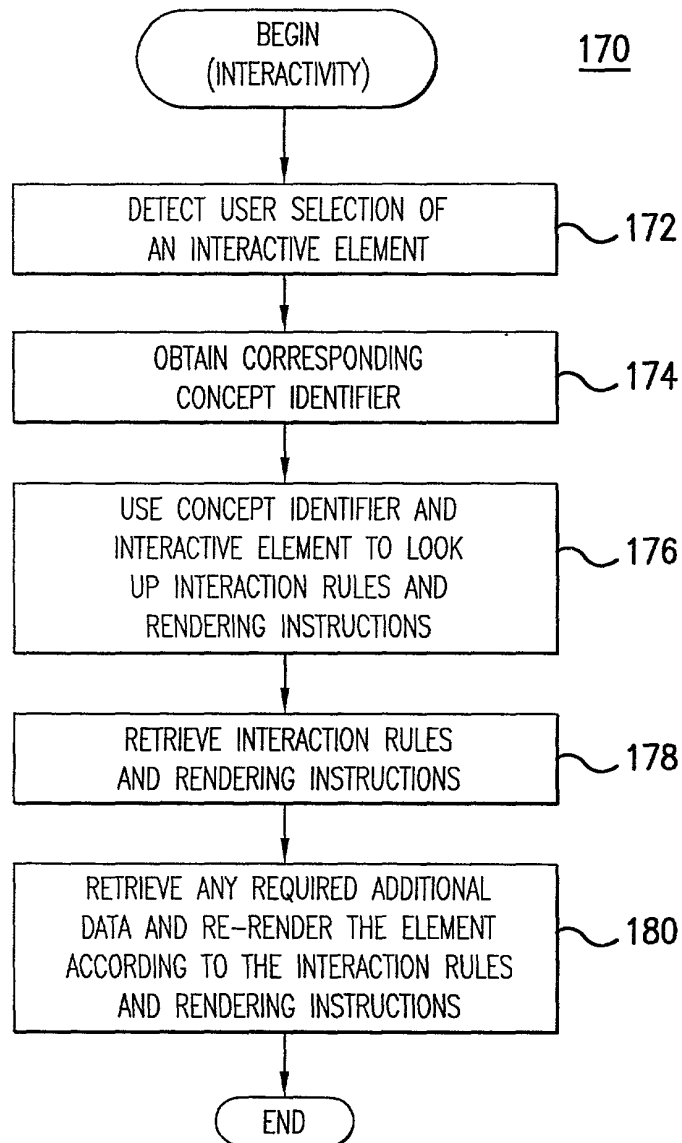 BEGIN
(INTERACTIVITY)
170
DETECT USER SELECTION OF
AN INTERACTIVE ELEMENT
172
OBTAIN CORRESPONDING
CONCEPT IDENTIFIER
174
USE CONCEPT IDENTIFIER AND
INTERACTIVE ELEMENT TO LOOK
UP INTERACTION RULES AND
RENDERING INSTRUCTIONS
176
RETRIEVE INTERACTION RULES
AND RENDERING INSTRUCTIONS
178
RETRIEVE ANY REQUIRED ADDITIONAL
DATA AND RE-RENDER THE ELEMENT
ACCORDING TO THE INTERACTION RULES
AND RENDERING INSTRUCTIONS
180
END